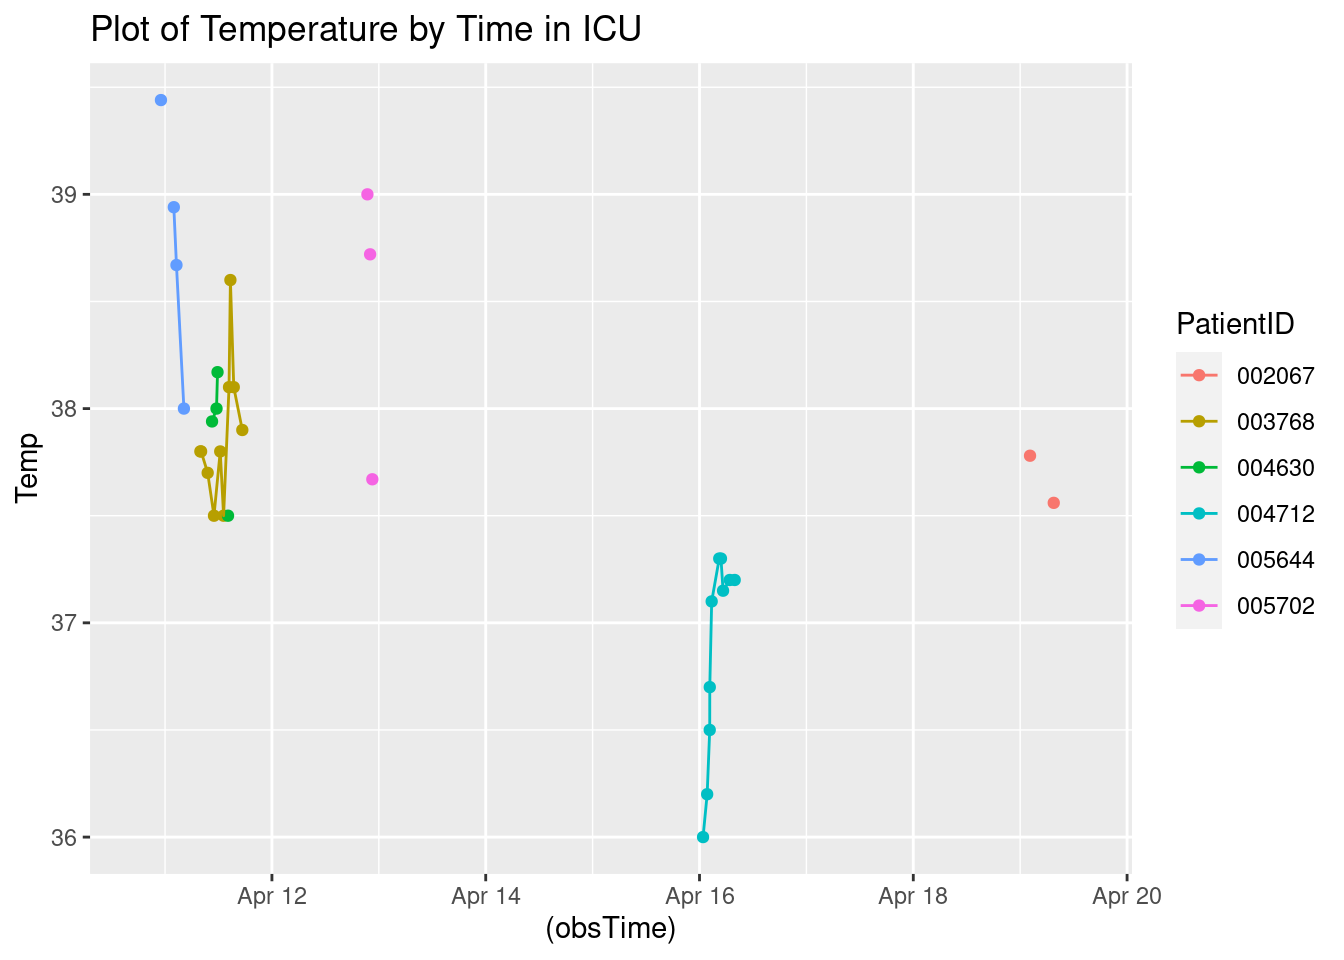 Plot of Temperature by Time in ICU
39
38
37
36
Temp
Apr 12
Apr 14
Apr 16
Apr 18
Apr 20
(obsTime)
PatientID
002067
003768
004630
004712
005644
005702